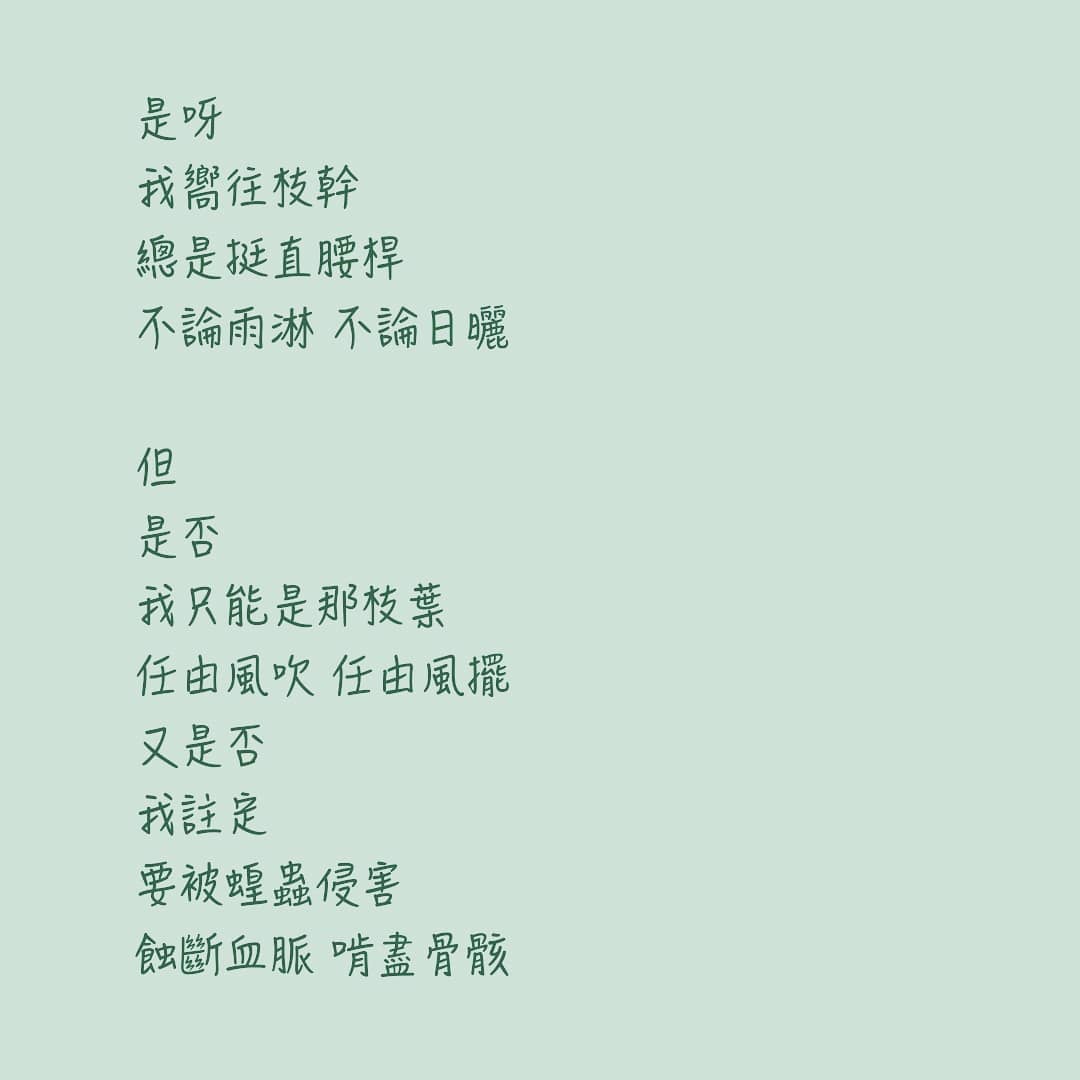 是呀
我嚮往枝幹
總是挺直腰桿
不論雨淋 不論日曬
但
是否
我只能是那枝葉
任由風吹 任由風擺
又是否
我註定
要被蝗蟲侵害
蝕斷血脈 啃盡骨骸